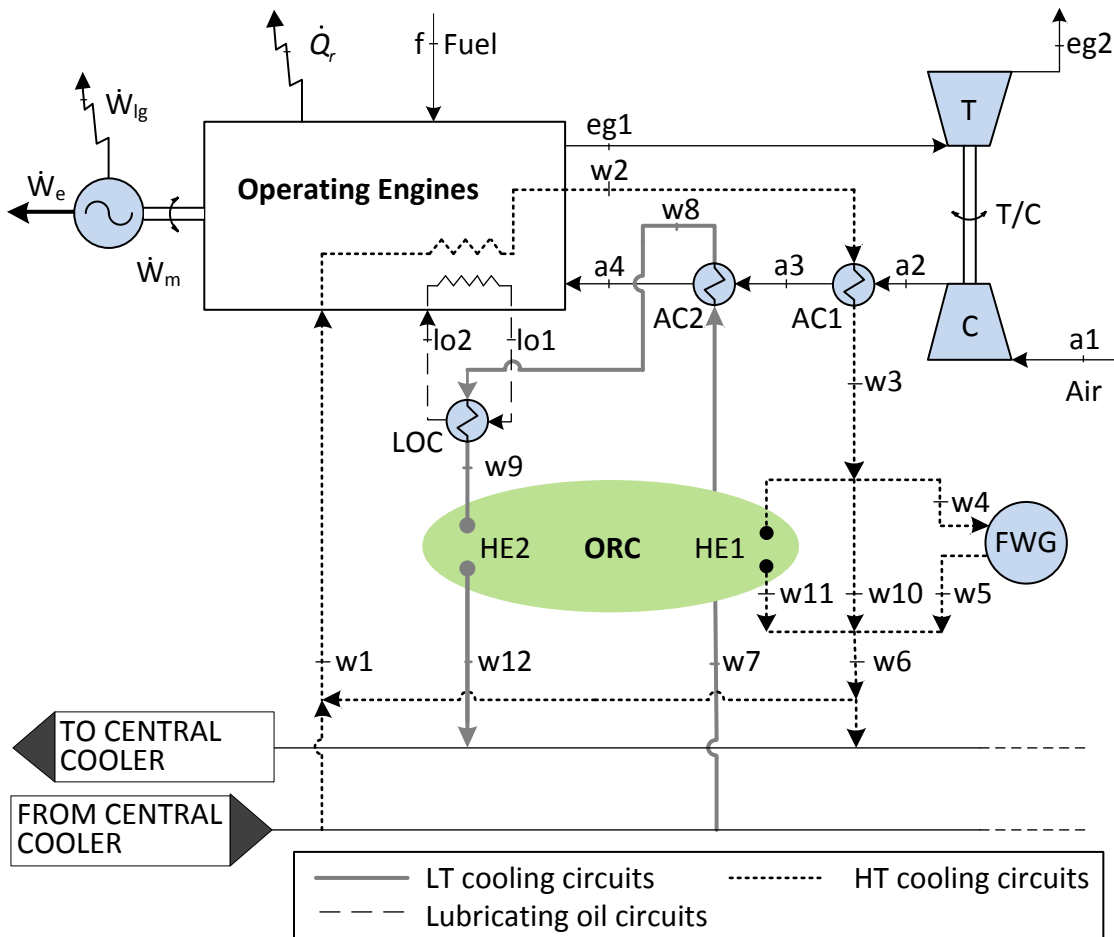 Q̇r
f Fuel
eg2
Ẇlg
T
eg1
w2
Operating Engines
Ẇe
w8
T/C
Ẇm
a4
a3
a2
AC2
AC1
C
lo2
lo1
a1
w3
Air
LOC
w9
w4
HE2
ORC
HE1
FWG
w11
w10
w5
w1
w12
w7
w6
TO CENTRAL
COOLER
FROM CENTRAL
COOLER
LT cooling circuits
HT cooling circuits
Lubricating oil circuits